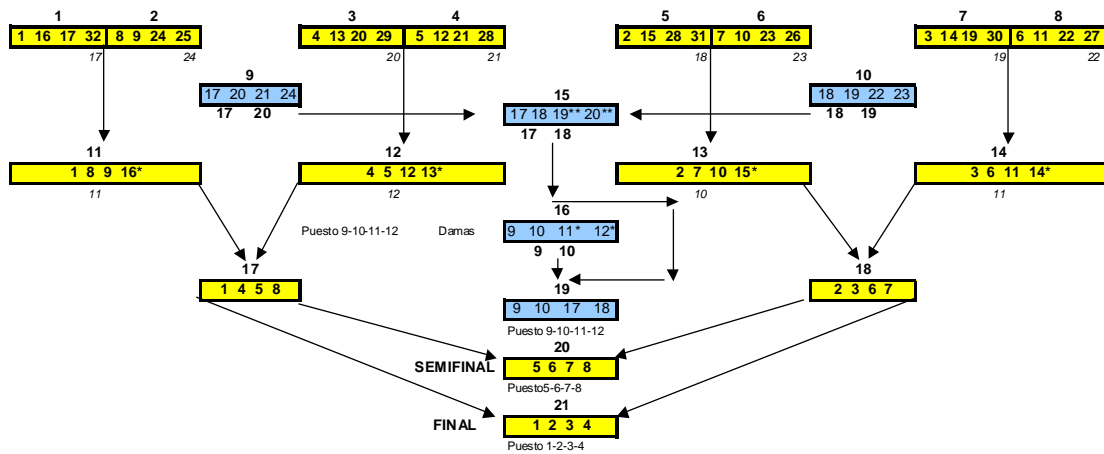 1 2 3 4 5 6 7 8
1 16 17 32 8 9 24 25 4 13 20 29 5 12 21 28 2 15 28 31 7 10 23 26 3 14 19 30 6 11 22 27
17 24 20 21 18 23 19 22
9 10
17 20 21 24 15 18 19 22 23
17 20 17 18 19** 20** 18 19
17 18
11 12 13 14
1 8 9 16* 4 5 12 13* 2 7 10 15* 3 6 11 14*
11 12 10 11
16
Puesto 9-10-11-12 Damas 9 10 11* 12*
9 10
17 18
1 4 5 8 19 2 3 6 7
9 10 17 18
Puesto 9-10-11-12
20
SEMIFINAL 5 6 7 8
Puesto5-6-7-8
21
FINAL 1 2 3 4
Puesto 1-2-3-4